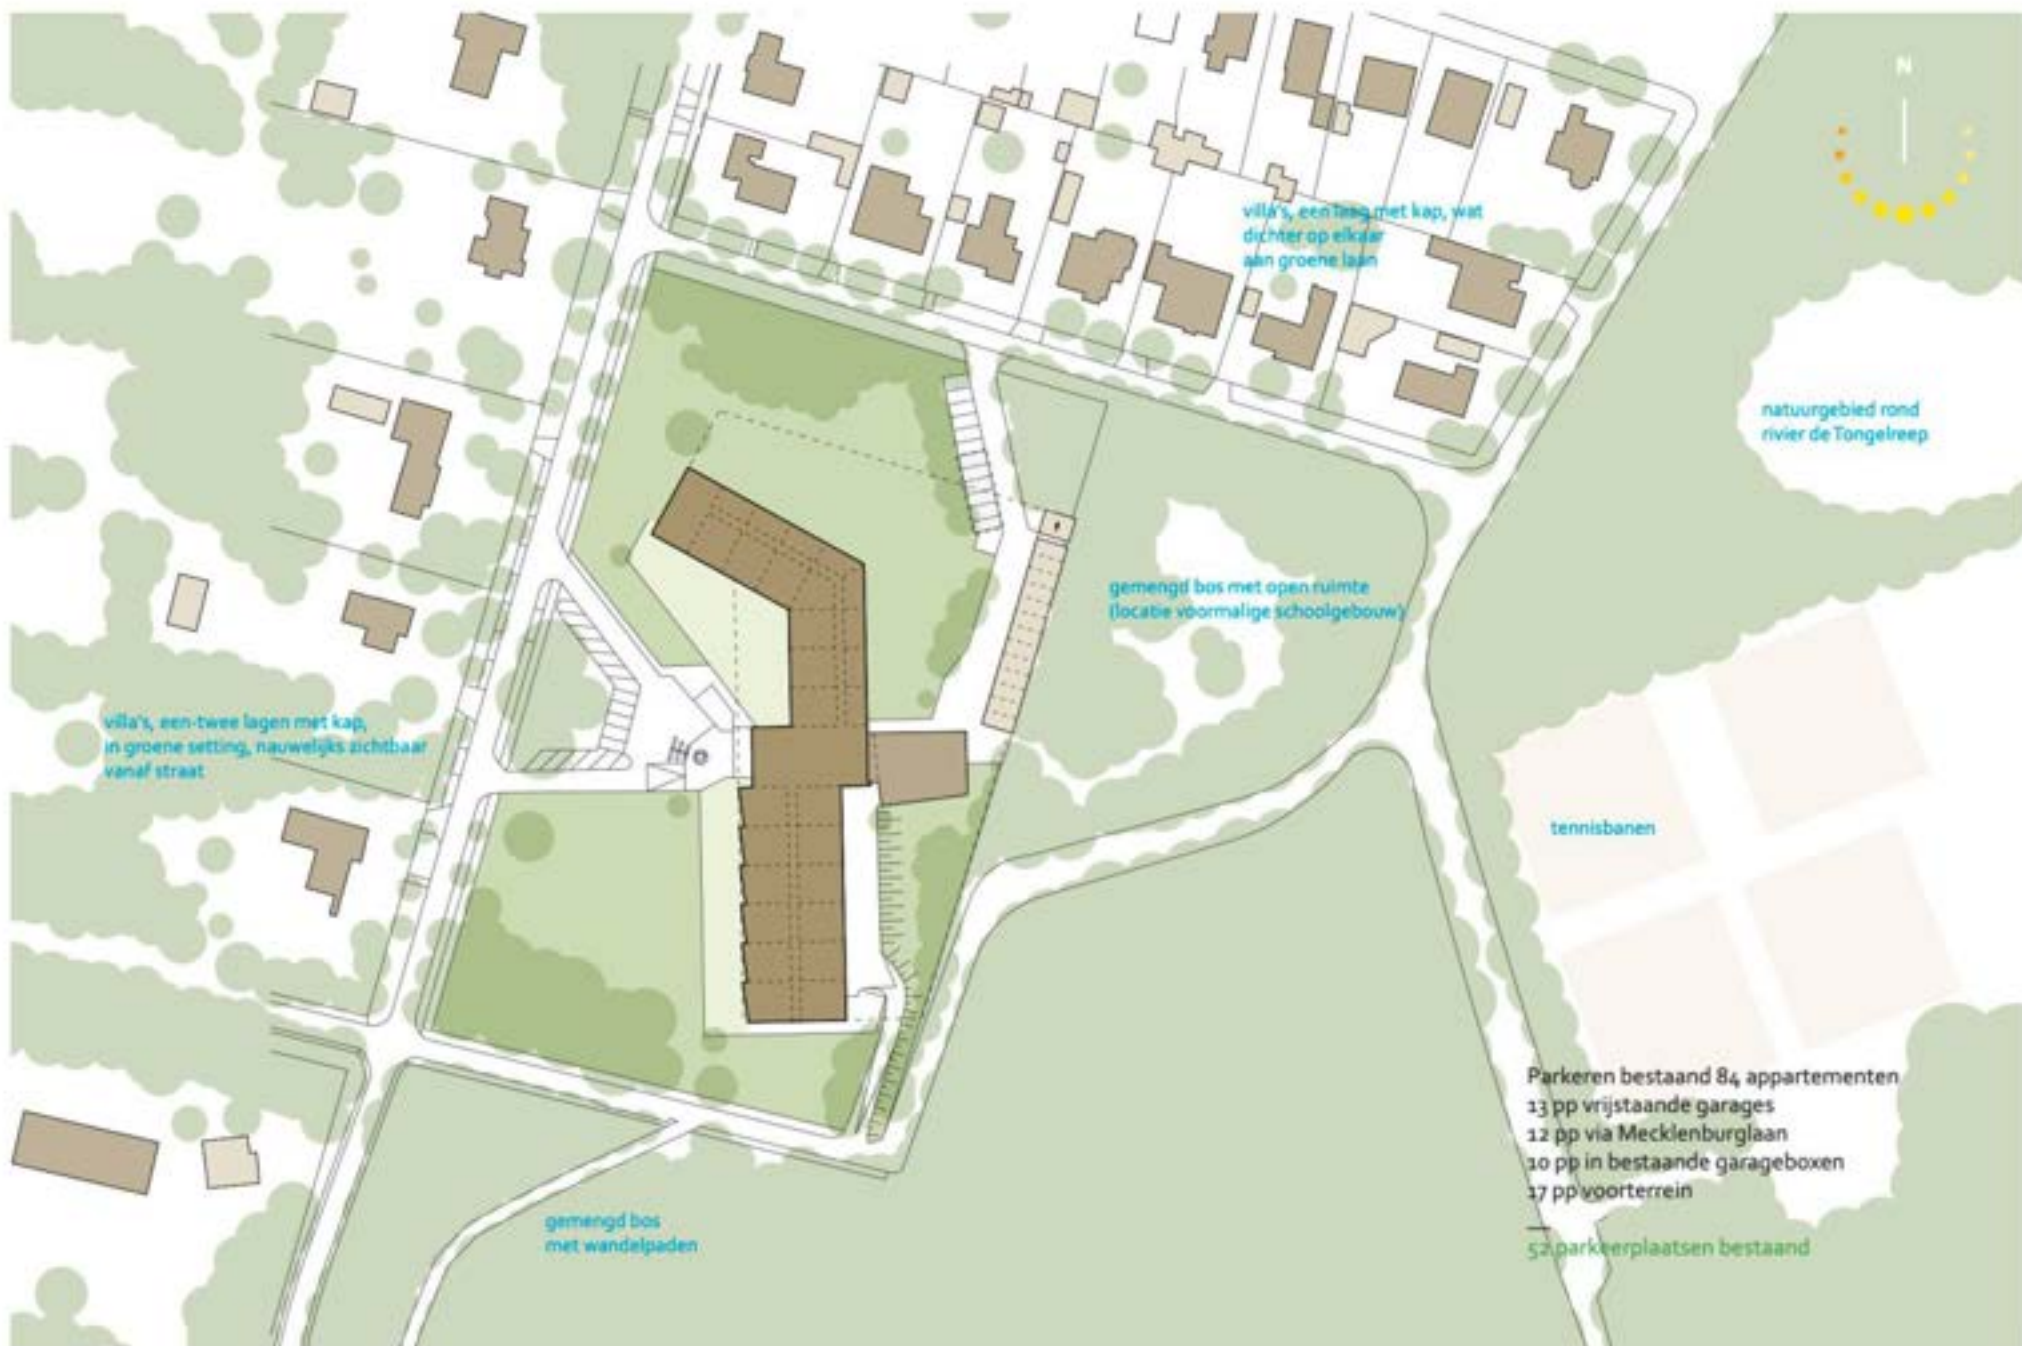 N
villa's, een laag met kap, wat
dichter op elkaar
aan groene laan
natuurgebied rond
rivier de Tongelreep
gemengd bos met open ruimte
(locatie voormalige schoolgebouw)
villa's, een-twee lagen met kap,
in groene setting, nauwelijks zichtbaar
vanaf straat
tennisbanen
gemengd bos
met wandelpaden
Parkeren bestaand 84 appartementen
13 pp vrijstaande garages
12 pp via Mecklenburglaan
10 pp in bestaande garageboxen
17 pp voorterrein
52 parkeerplaatsen bestaand